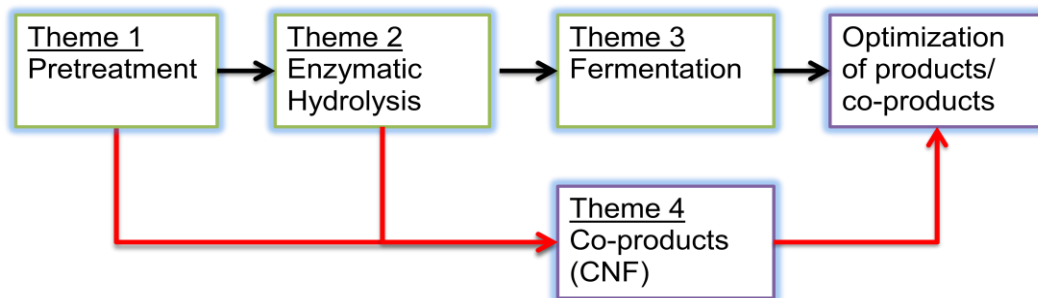 Theme 1
Pretreatment
Theme 2
Enzymatic
Hydrolysis
Theme 3
Fermentation
Optimization
of products/
co-products
Theme 4
Co-products
(CNF)